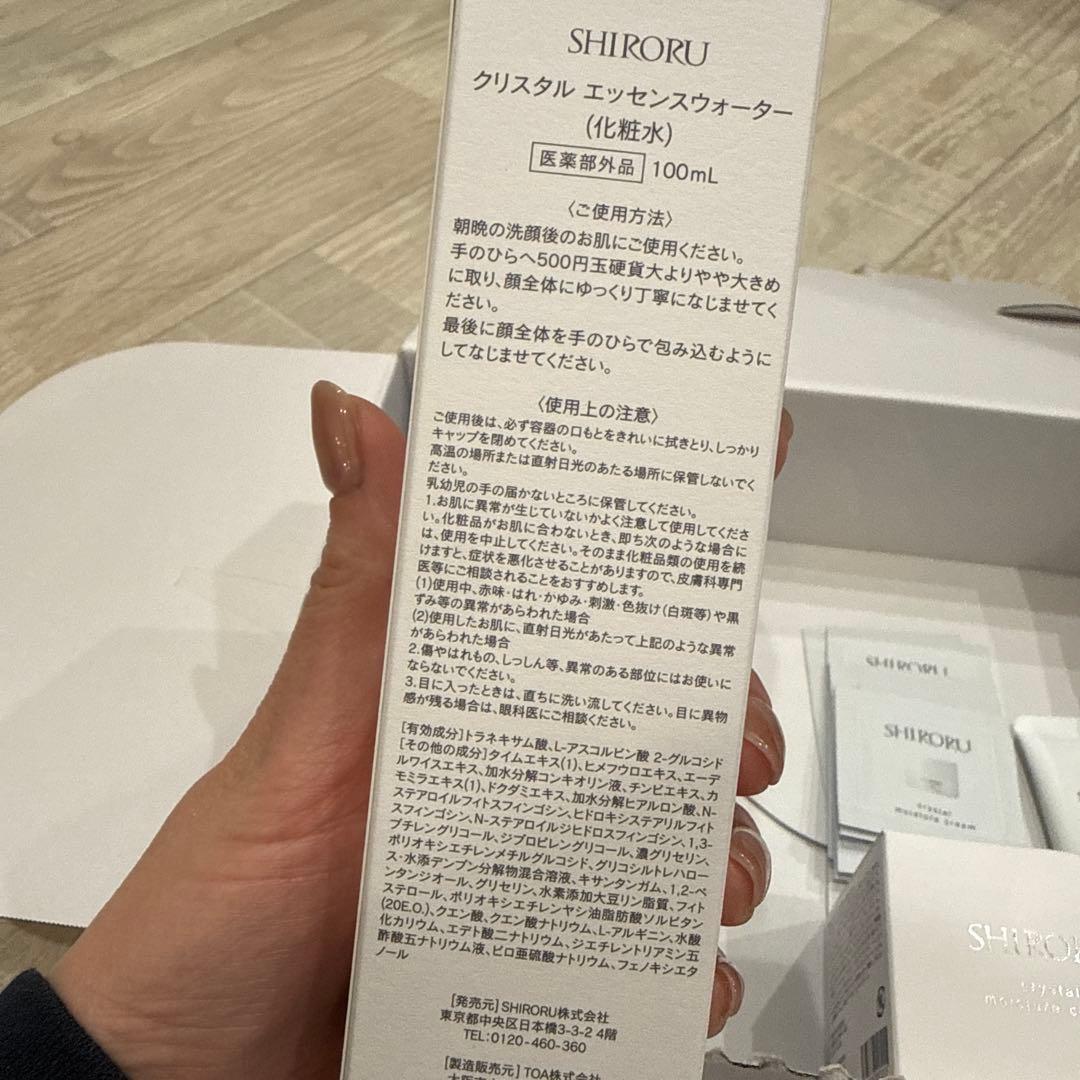 SHIRORU
クリスタル エッセンスウォーター
(化粧水)
医薬部外品 100mL
〈ご使用方法〉
朝晩の洗顔後のお肌にご使用ください。
手のひらへ500円玉硬貨大よりやや大きめ
に取り、顔全体にゆっくり丁寧になじませてく
ださい。
最後に顔全体を手のひらで包み込むように
してなじませてください。
〈使用上の注意〉
ご使用後は、必ず容器の口もとをきれいに拭きとり、しっかり
キャップを閉めてください。
高温の場所または直射日光のあたる場所に保管しないでく
ださい。
乳幼児の手の届かないところに保管してください。
1.お肌に異常が生じていないかよく注意して使用してくださ
い。化粧品がお肌に合わないとき、即ち次のような場合に
は、使用を中止してください。そのまま化粧品類の使用を続
けますと、症状を悪化させることがありますので、皮膚科専門
医等にご相談されることをおすすめします。
(1)使用中、赤味・はれ・かゆみ・刺激・色抜け(白斑等)や黒
ずみ等の異常があらわれた場合
(2)使用したお肌に、直射日光があたって上記のような異常
があらわれた場合
2.傷やはれもの、しっしん等、異常のある部位にはお使いに
ならないでください。
3.目に入ったときは、直ちに洗い流してください。目に異物
感が残る場合は、眼科医にご相談ください。
[有効成分]トラネキサム酸、L-アスコルビン酸 2-グルコシド
[その他の成分]タイムエキス(1)、ヒメフウロエキス、エーデ
ルワイスエキス、加水分解コンキオリン液、チンピエキス、カ
モミラエキス(1)、ドクダミエキス、加水分解ヒアルロン酸、N-
ステアロイルフィトスフィンゴシン、ヒドロキシステアリルフィト
スフィンゴシン、N-ステアロイルジヒドロスフィンゴシン、1,3-
ブチレングリコール、ジプロピレングリコール、濃グリセリン、
ポリオキシエチレンメチルグルコシド、グリコシルトレハロー
ス・水添デンプン分解物混合溶液、キサンタンガム、1,2-ペ
ンタンジオール、グリセリン、水素添加大豆リン脂質、フィト
ステロール、ポリオキシエチレンヤシ油脂肪酸ソルビタン
(20E.O.)、クエン酸、クエン酸ナトリウム、L-アルギニン、水酸
化カリウム、エデト酸二ナトリウム、ジエチレントリアミン五
酢酸五ナトリウム液、ピロ亜硫酸ナトリウム、フェノキシエタ
ノール
[発売元] SHIRORU株式会社
東京都中央区日本橋3-3-2 4階
TEL:0120-460-360
[製造販売元] TOA株式会社
SHIRORU
SHIRORU
crystal
moisture cream
SHIRO
crystal
moisture c